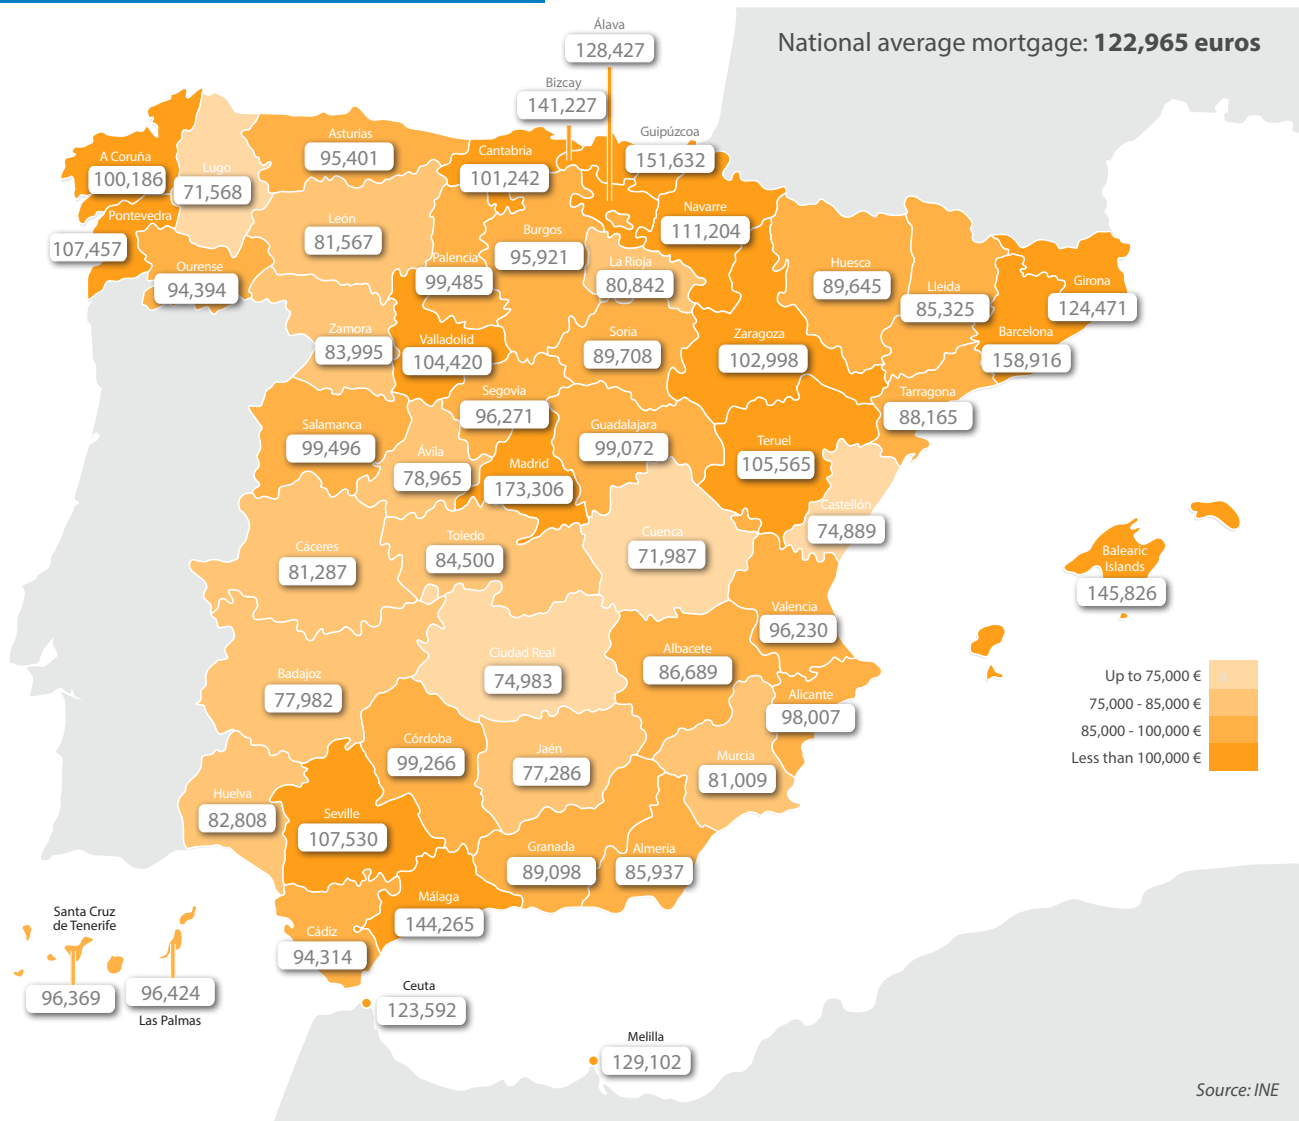 National average mortgage: 122,965 euros
Álava
128,427
Bizcay
141,227
Guipúzcoa
151,632
Asturias
95,401
Cantabria
101,242
A Coruña
100,186
Lugo
71,568
Pontevedra
107,457
Ourense
94,394
León
81,567
Palencia
99,485
Burgos
95,921
La Rioja
80,842
Navarre
111,204
Huesca
89,645
Lleida
85,325
Girona
124,471
Barcelona
158,916
Zamora
83,995
Valladolid
104,420
Soria
89,708
Zaragoza
102,998
Tarragona
88,165
Segovia
96,271
Salamanca
99,496
Ávila
78,965
Madrid
173,306
Guadalajara
99,072
Teruel
105,565
Castellón
74,889
Cáceres
81,287
Toledo
84,500
Cuenca
71,987
Balearic
Islands
145,826
Valencia
96,230
Badajoz
77,982
Ciudad Real
74,983
Albacete
86,689
Alicante
98,007
Up to 75,000 €
75,000 - 85,000 €
85,000 - 100,000 €
Less than 100,000 €
Córdoba
99,266
Jaén
77,286
Murcia
81,009
Huelva
82,808
Seville
107,530
Granada
89,098
Almería
85,937
Málaga
144,265
Cádiz
94,314
Santa Cruz
de Tenerife
96,369
96,424
Las Palmas
Ceuta
123,592
Melilla
129,102
Source: INE